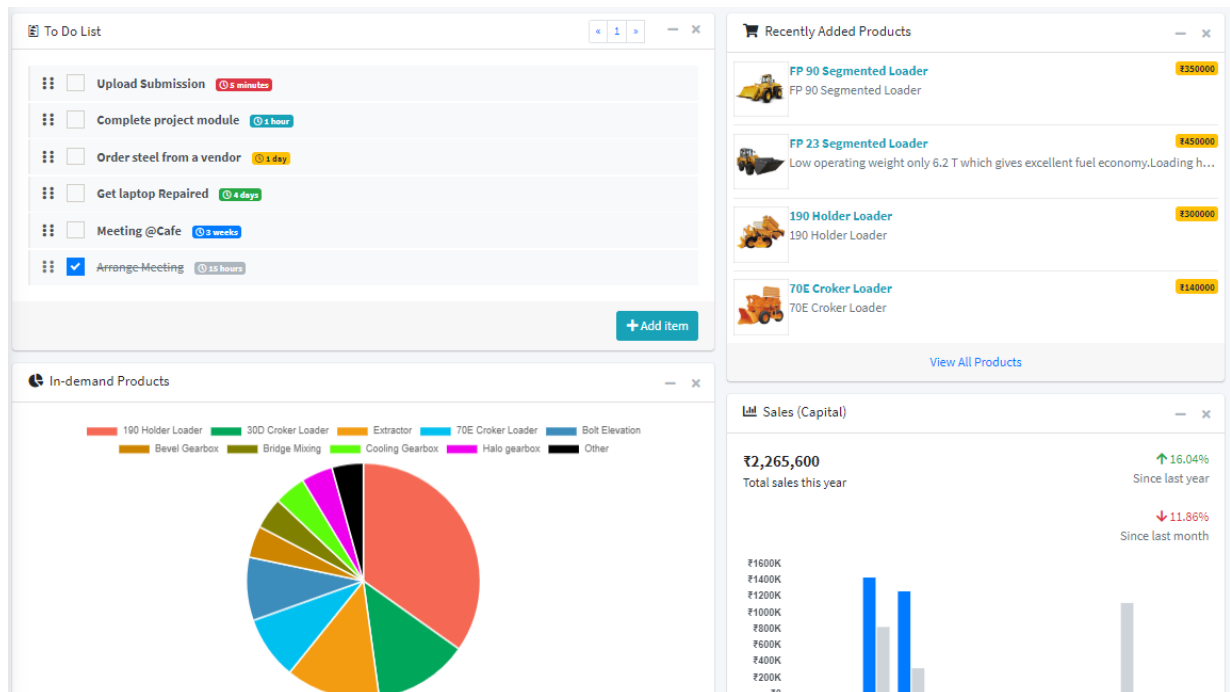 To Do List
« 1 »
Upload Submission 5 minutes
Complete project module 1 hour
Order steel from a vendor 1 day
Get laptop Repaired 4 days
Meeting @Cafe 3 weeks
Arrange Meeting 15 hours
+ Add item
In-demand Products
190 Holder Loader 30D Croker Loader Extractor 70E Croker Loader Bolt Elevation
Bevel Gearbox Bridge Mixing Cooling Gearbox Halo gearbox Other
Recently Added Products
FP 90 Segmented Loader ₹350000
FP 90 Segmented Loader
FP 23 Segmented Loader ₹450000
Low operating weight only 6.2 T which gives excellent fuel economy.Loading h...
190 Holder Loader ₹300000
190 Holder Loader
70E Croker Loader ₹140000
70E Croker Loader
View All Products
Sales (Capital)
₹2,265,600 16.04%
Total sales this year Since last year
11.86%
Since last month
₹1600K
₹1400K
₹1200K
₹1000K
₹800K
₹600K
₹400K
₹200K